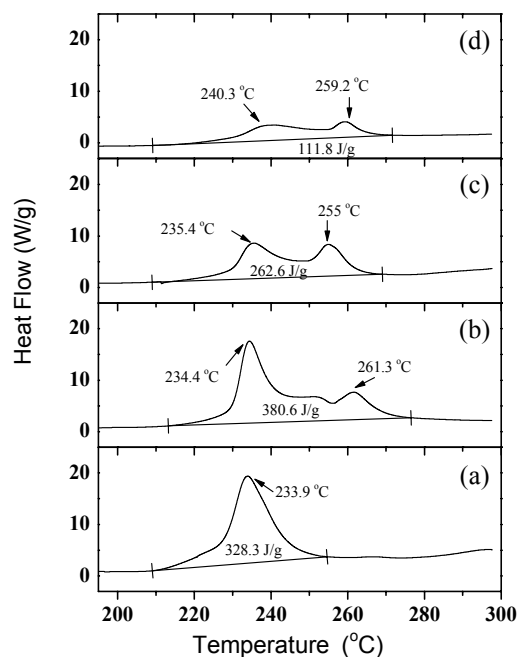 (d)
20
240.3 °C
259.2 °C
10
0
111.8 J/g
(c)
20
235.4 °C
255 °C
10
262.6 J/g
0
(b)
20
234.4 °C
261.3 °C
10
380.6 J/g
0
(a)
20
233.9 °C
10
328.3 J/g
0
Heat Flow (W/g)
200 220 240 260 280 300
Temperature (°C)